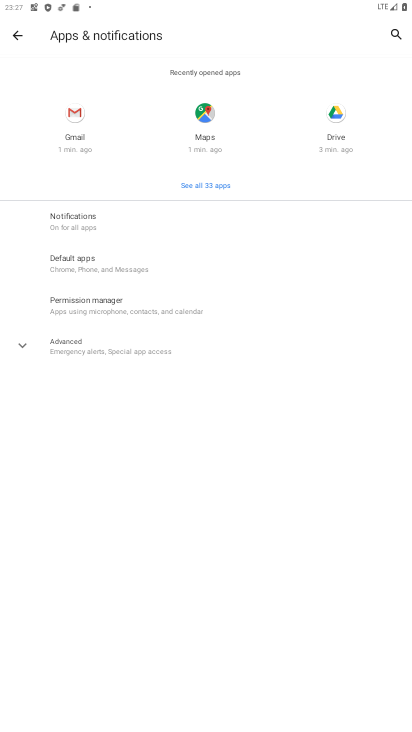 23:27
LTE
Apps & notifications
Recently opened apps
Gmail
Maps
Drive
1 min. ago
1 min. ago
3 min. ago
See all 33 apps
Notifications
On for all apps
Default apps
Chrome, Phone, and Messages
Permission manager
Apps using microphone, contacts, and calendar
Advanced
Emergency alerts, Special app access